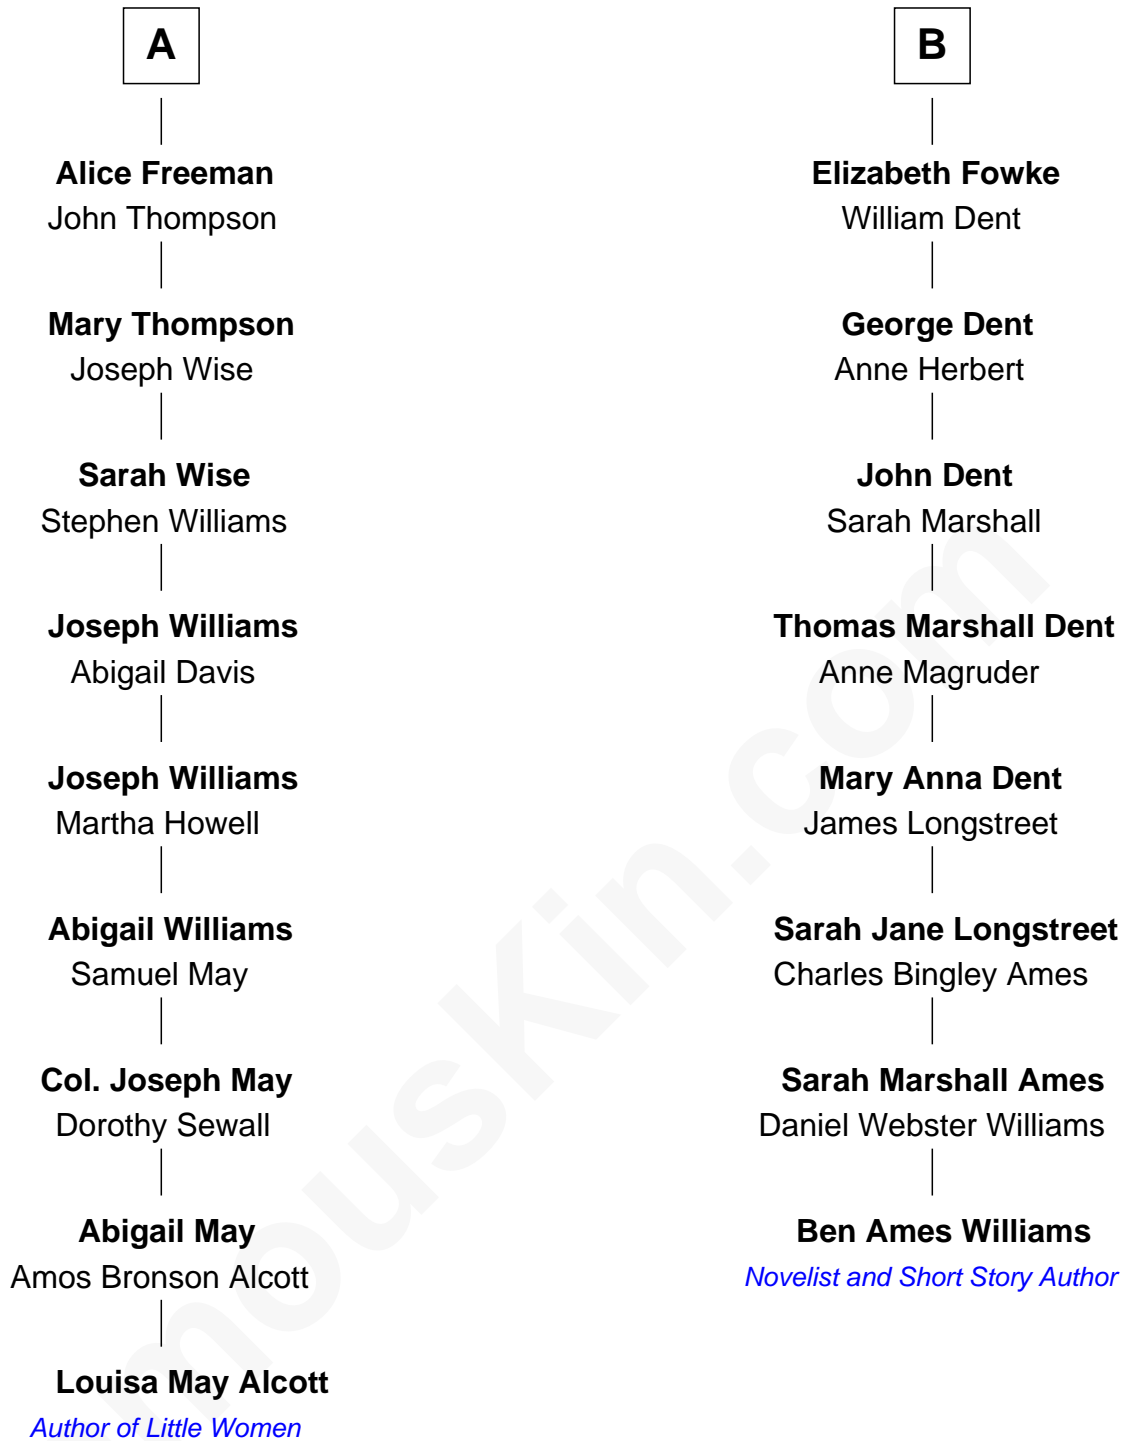 A
Alice Freeman
John Thompson
Mary Thompson
Joseph Wise
Sarah Wise
Stephen Williams
Joseph Williams
Abigail Davis
Joseph Williams
Martha Howell
Abigail Williams
Samuel May
Col. Joseph May
Dorothy Sewall
Abigail May
Amos Bronson Alcott
Louisa May Alcott
Author of Little Women
B
Elizabeth Fowke
William Dent
George Dent
Anne Herbert
John Dent
Sarah Marshall
Thomas Marshall Dent
Anne Magruder
Mary Anna Dent
James Longstreet
Sarah Jane Longstreet
Charles Bingley Ames
Sarah Marshall Ames
Daniel Webster Williams
Ben Ames Williams
Novelist and Short Story Author
mouskin.com